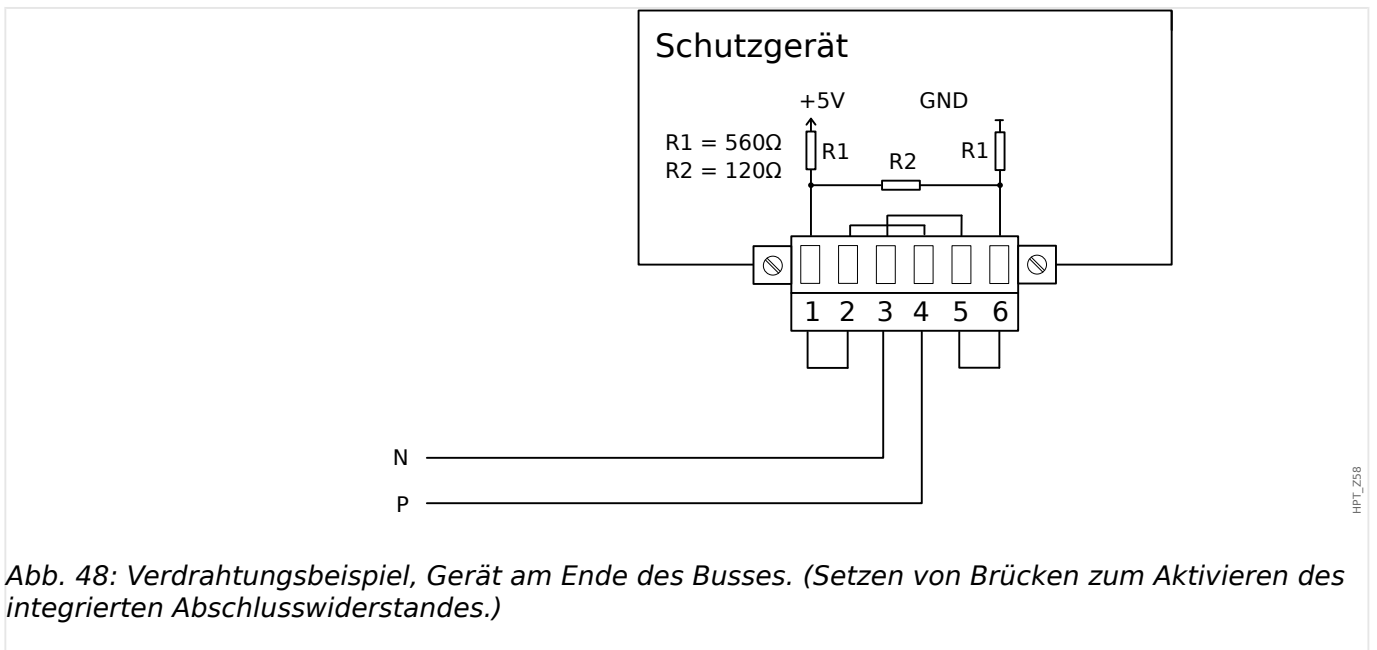 Schutzgerät
+5V GND
R1 = 560Ω
R2 = 120Ω
R1 R2 R1
1 2 3 4 5 6
N
P
HPT_Z58
Abb. 48: Verdrahtungsbeispiel, Gerät am Ende des Busses. (Setzen von Brücken zum Aktivieren des
integrierten Abschlusswiderstandes.)